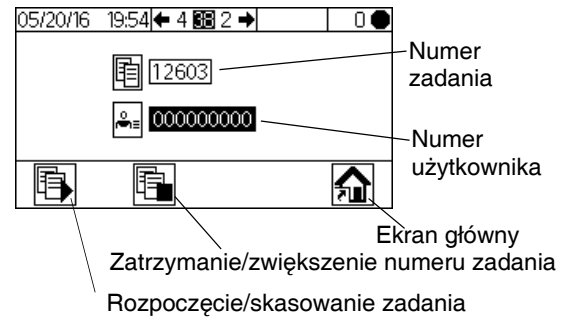 05/20/16 19:54 ← 4 38 2 → 0
12603
Numer
zadania
000000000
Numer
użytkownika
Ekran główny
Zatrzymanie/zwiększenie numeru zadania
Rozpoczęcie/skasowanie zadania